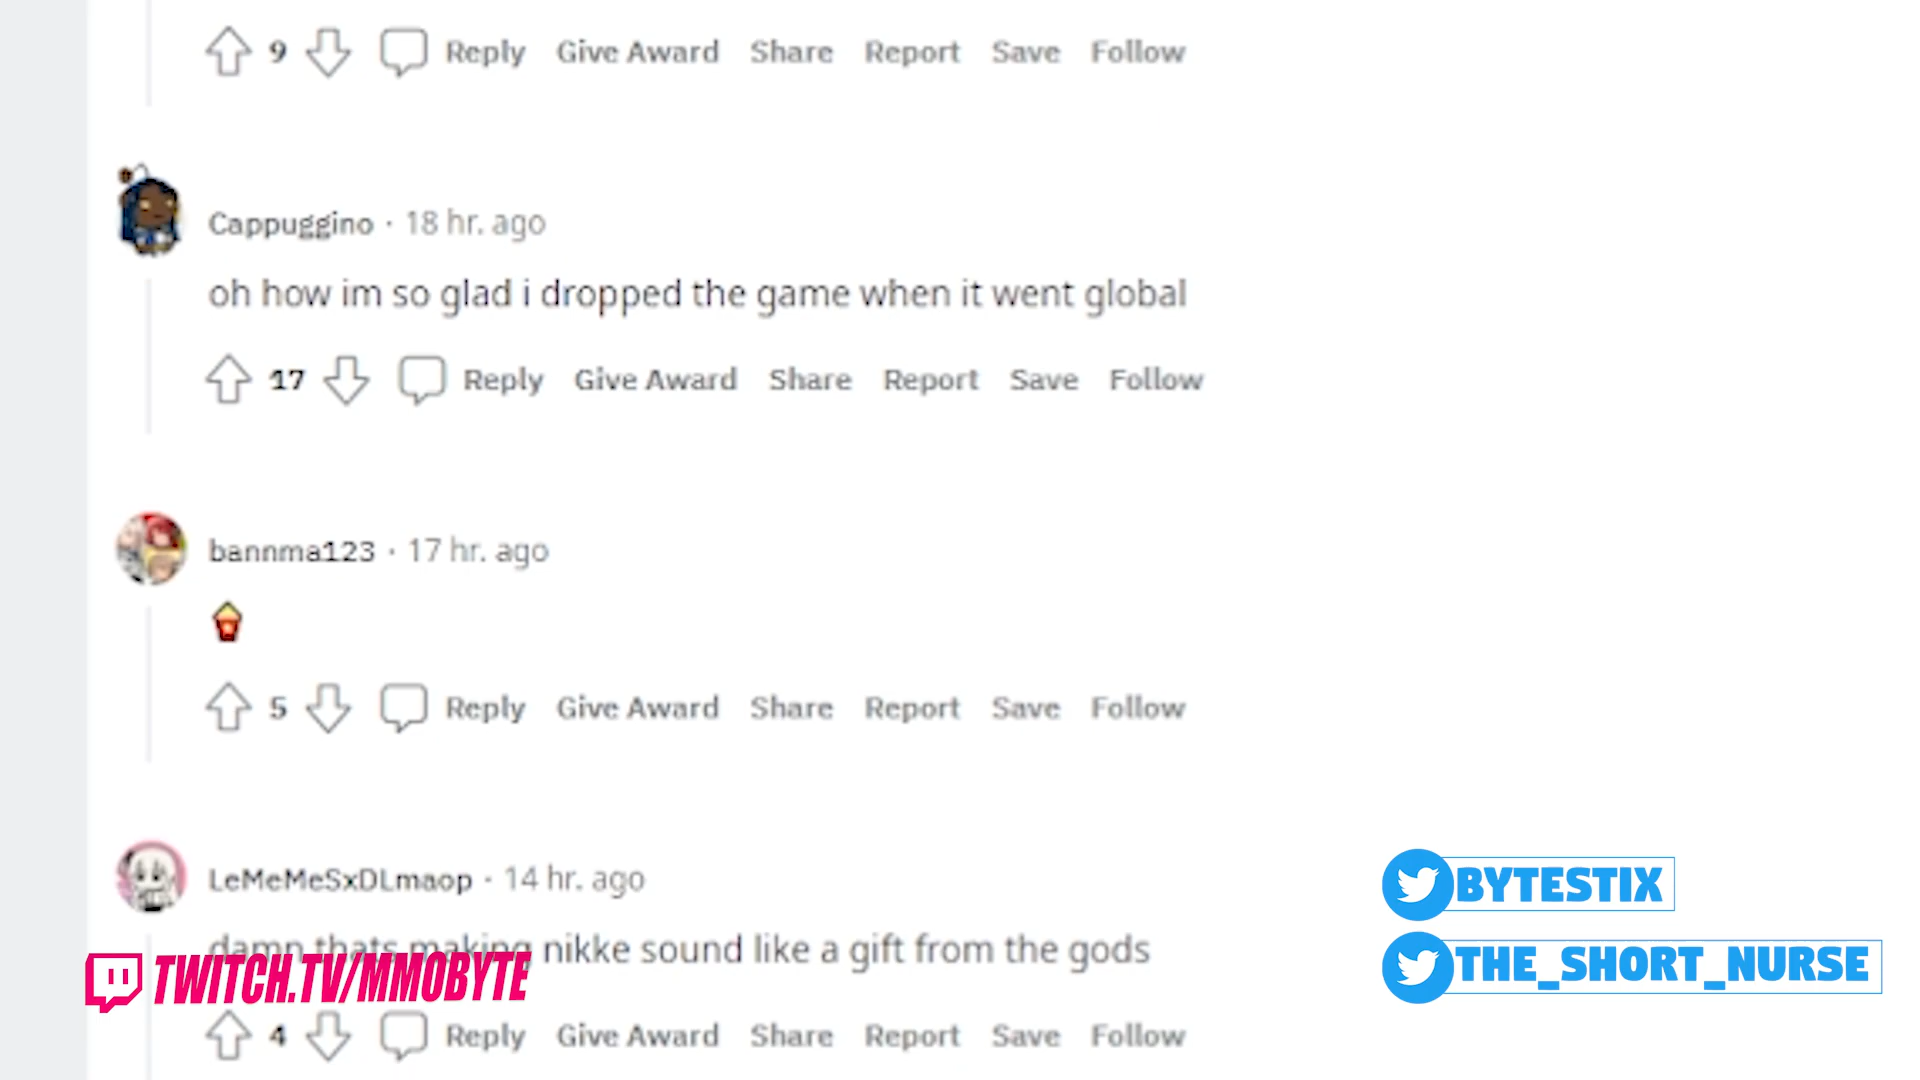 9 Reply Give Award Share Report Save Follow
Cappuggino · 18 hr. ago
oh how im so glad i dropped the game when it went global
17 Reply Give Award Share Report Save Follow
bannma123 · 17 hr. ago
5 Reply Give Award Share Report Save Follow
LeMeMeSxDLmaop · 14 hr. ago
damn thats making nikke sound like a gift from the gods
4 Reply Give Award Share Report Save Follow
TWITCH.TV/MMOBYTE
BYTESTIX
THE_SHORT_NURSE